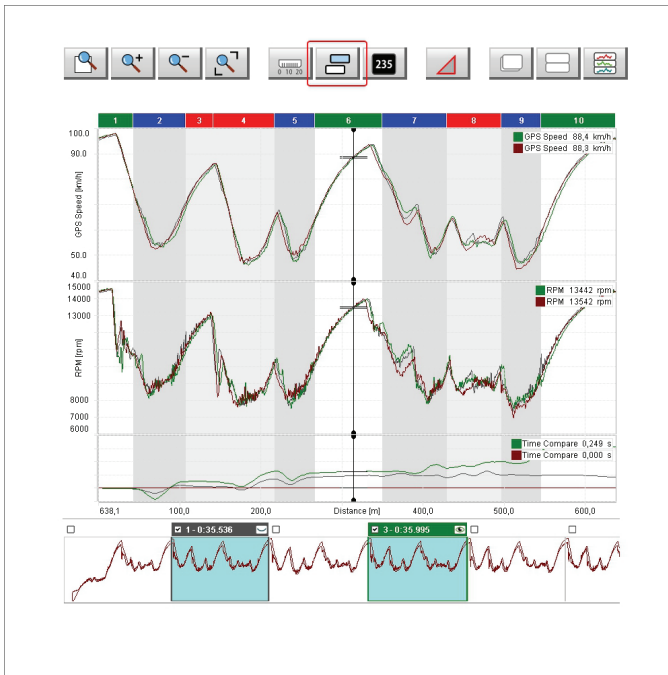 0 10 20
235
1 2 3 4 5 6 7 8 9 10
100.0
90.0
50.0
40.0
GPS Speed [km/h]
GPS Speed 88,4 km/h
GPS Speed 88,3 km/h
15000
14000
13000
8000
7000
6000
RPM [rpm]
RPM 13442 rpm
RPM 13542 rpm
Time Compare 0,249 s
Time Compare 0,000 s
638,1 100,0 200,0 Distance [m] 400,0 500,0 600,0
1 - 0:35.536 3 - 0:35.995